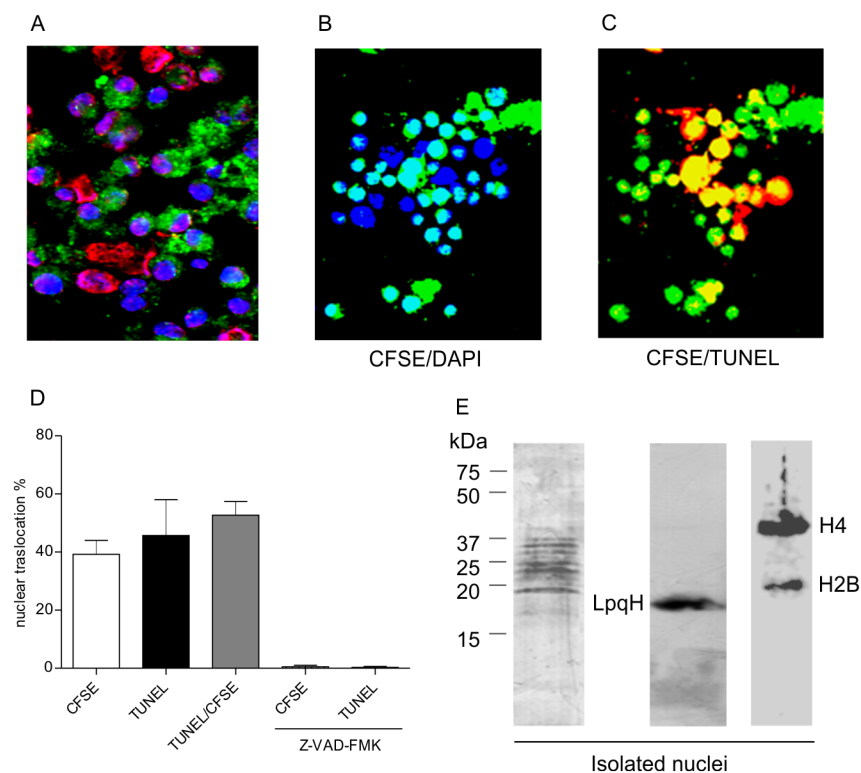 A
B
C
CFSE/DAPI
CFSE/TUNEL
D
nuclear traslocation %
80
60
40
20
0
CFSE
TUNEL
TUNEL/CFSE
CFSE
TUNEL
Z-VAD-FMK
E
kDa
75
50
37
25
20
15
LpqH
H4
H2B
Isolated nuclei